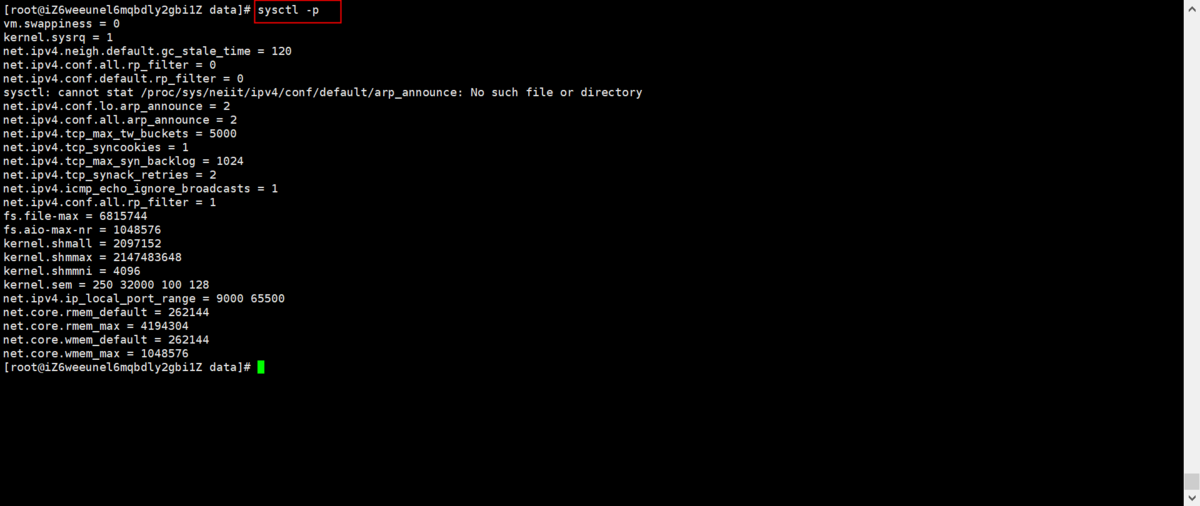 [root@iZ6weeunel6mqbdly2gbi1Z data]# sysctl -p
vm.swappiness = 0
kernel.sysrq = 1
net.ipv4.neigh.default.gc_stale_time = 120
net.ipv4.conf.all.rp_filter = 0
net.ipv4.conf.default.rp_filter = 0
sysctl: cannot stat /proc/sys/neiit/ipv4/conf/default/arp_announce: No such file or directory
net.ipv4.conf.lo.arp_announce = 2
net.ipv4.conf.all.arp_announce = 2
net.ipv4.tcp_max_tw_buckets = 5000
net.ipv4.tcp_syncookies = 1
net.ipv4.tcp_max_syn_backlog = 1024
net.ipv4.tcp_synack_retries = 2
net.ipv4.icmp_echo_ignore_broadcasts = 1
net.ipv4.conf.all.rp_filter = 1
fs.file-max = 6815744
fs.aio-max-nr = 1048576
kernel.shmall = 2097152
kernel.shmmax = 2147483648
kernel.shmmni = 4096
kernel.sem = 250 32000 100 128
net.ipv4.ip_local_port_range = 9000 65500
net.core.rmem_default = 262144
net.core.rmem_max = 4194304
net.core.wmem_default = 262144
net.core.wmem_max = 1048576
[root@iZ6weeunel6mqbdly2gbi1Z data]#